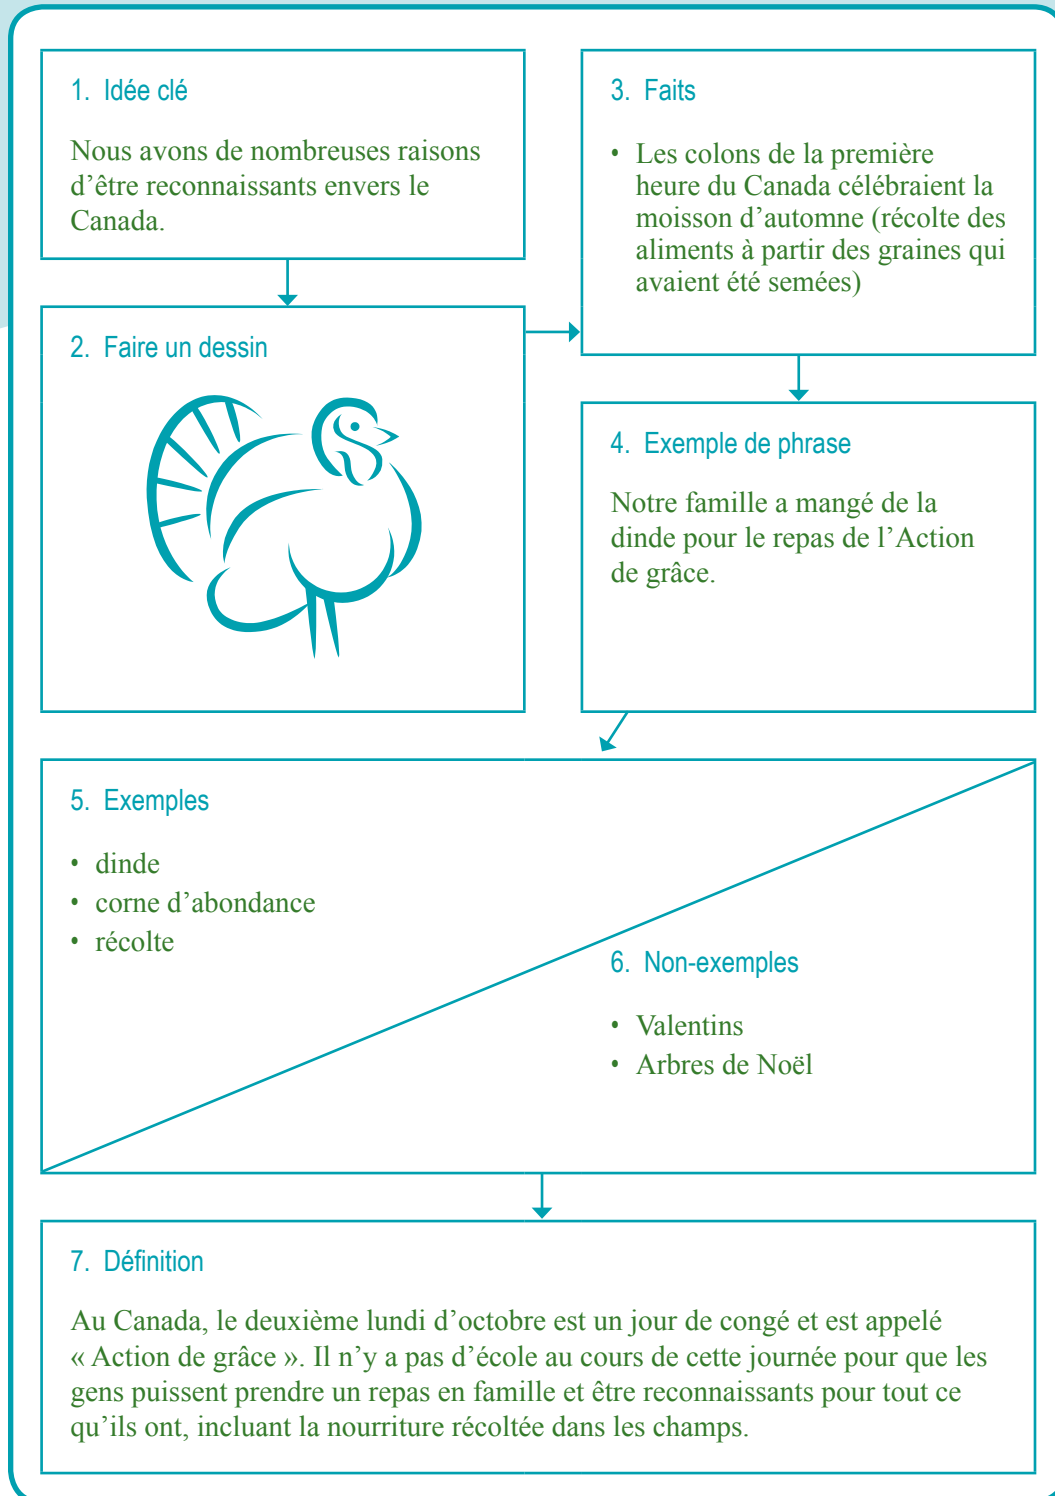 1. Idée clé
Nous avons de nombreuses raisons
d’être reconnaissants envers le
Canada.
2. Faire un dessin
3. Faits
• Les colons de la première
heure du Canada célébraient la
moisson d’automne (récolte des
aliments à partir des graines qui
avaient été semées)
4. Exemple de phrase
Notre famille a mangé de la
dinde pour le repas de l’Action
de grâce.
5. Exemples
• dinde
• corne d’abondance
• récolte
6. Non-exemples
• Valentins
• Arbres de Noël
7. Définition
Au Canada, le deuxième lundi d’octobre est un jour de congé et est appelé
« Action de grâce ». Il n’y a pas d’école au cours de cette journée pour que les
gens puissent prendre un repas en famille et être reconnaissants pour tout ce
qu’ils ont, incluant la nourriture récoltée dans les champs.